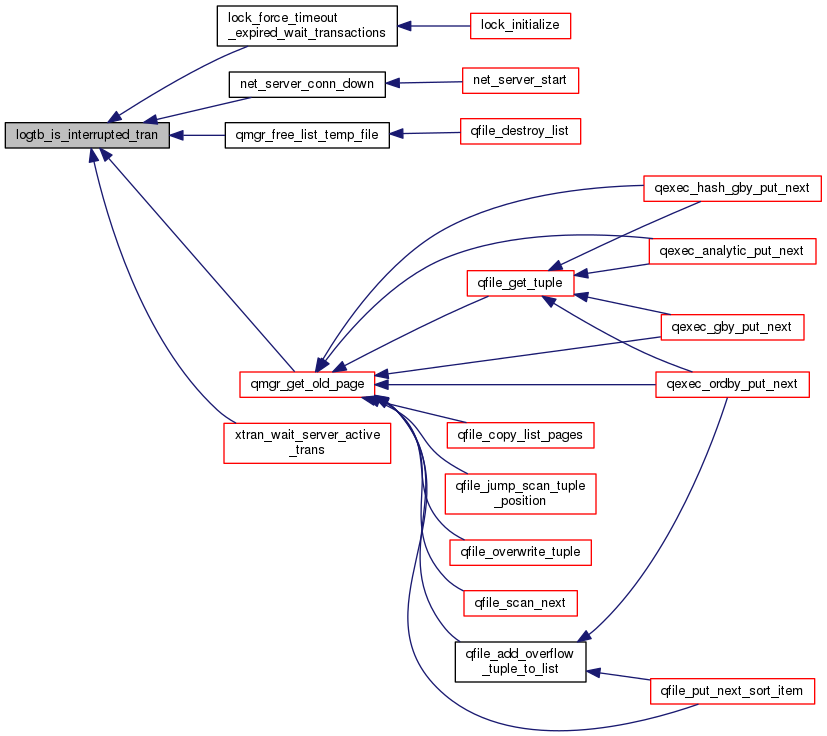 lock_force_timeout
_expired_wait_transactions
lock_initialize
net_server_conn_down
net_server_start
logtb_is_interrupted_tran
qmgr_free_list_temp_file
qfile_destroy_list
qexec_hash_gby_put_next
qexec_analytic_put_next
qfile_get_tuple
qexec_gby_put_next
qmgr_get_old_page
qexec_ordby_put_next
xtran_wait_server_active
_trans
qfile_copy_list_pages
qfile_jump_scan_tuple
_position
qfile_overwrite_tuple
qfile_scan_next
qfile_add_overflow
_tuple_to_list
qfile_put_next_sort_item